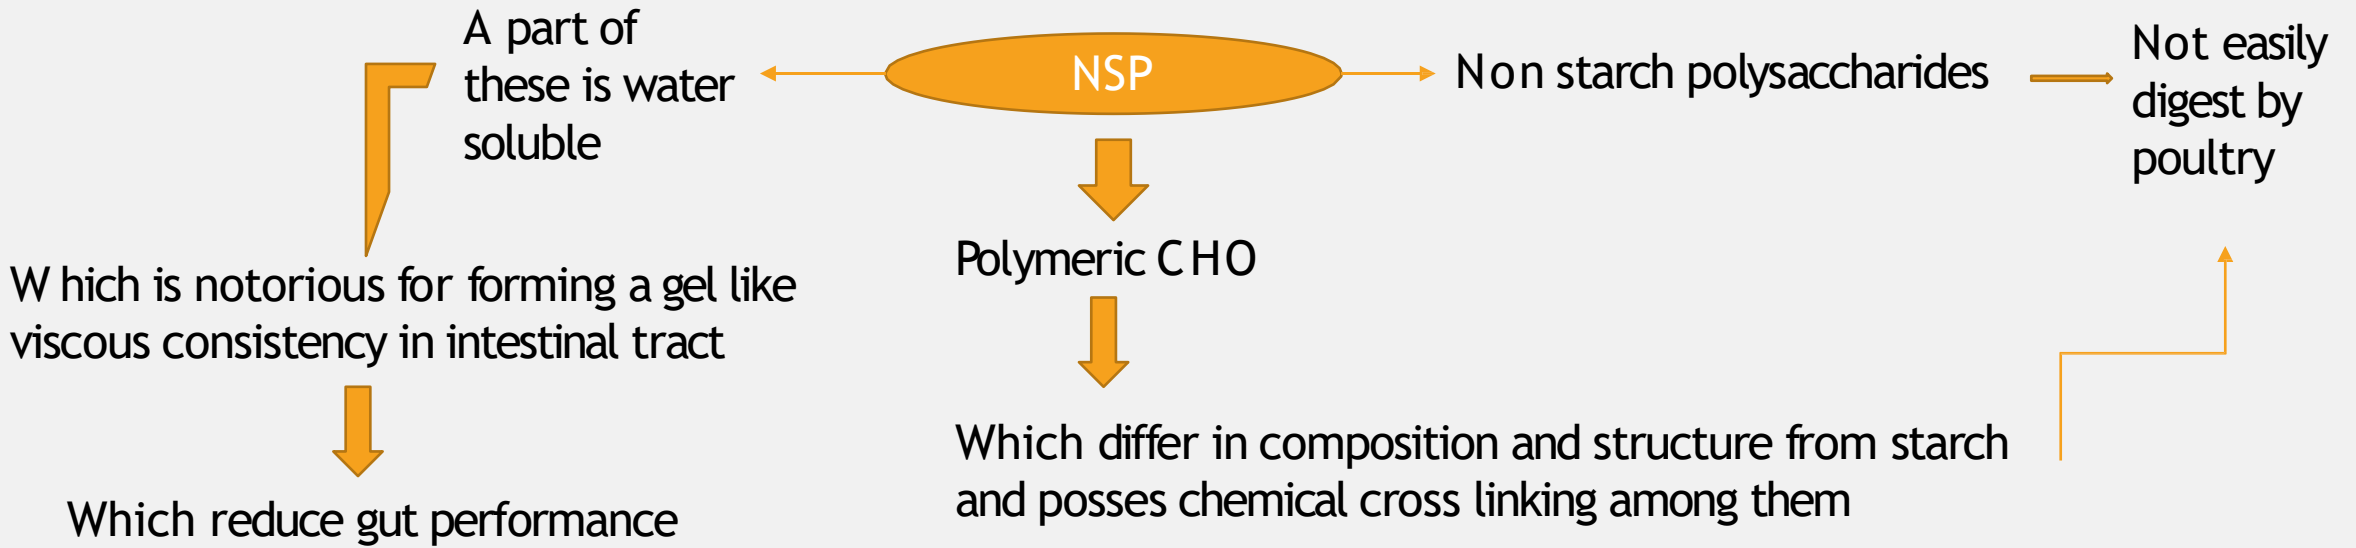 A part of
these is water
soluble
NSP
Non starch polysaccharides
Not easily
digest by
poultry
Which is notorious for forming a gel like
viscous consistency in intestinal tract
Polymeric CHO
Which reduce gut performance
Which differ in composition and structure from starch
and posses chemical cross linking among them